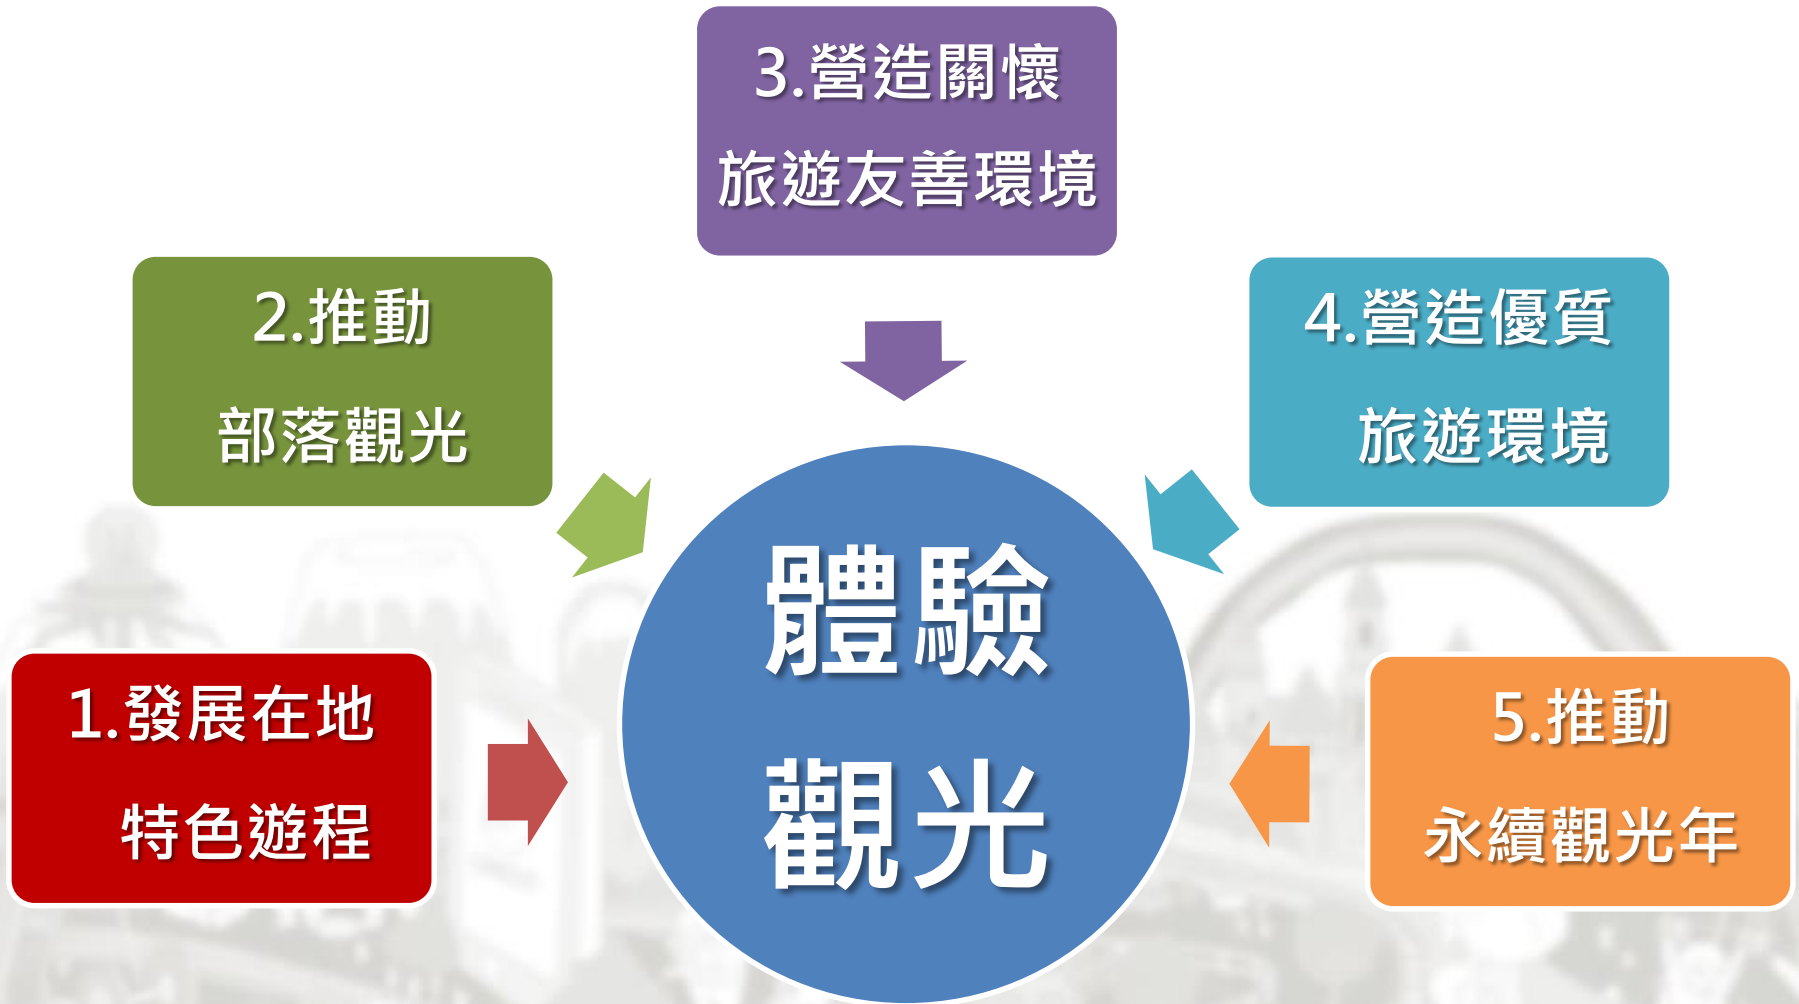 3.營造關懷
旅遊友善環境
2.推動
部落觀光
4.營造優質
旅遊環境
1.發展在地
特色遊程
5.推動
永續觀光年
體驗
觀光